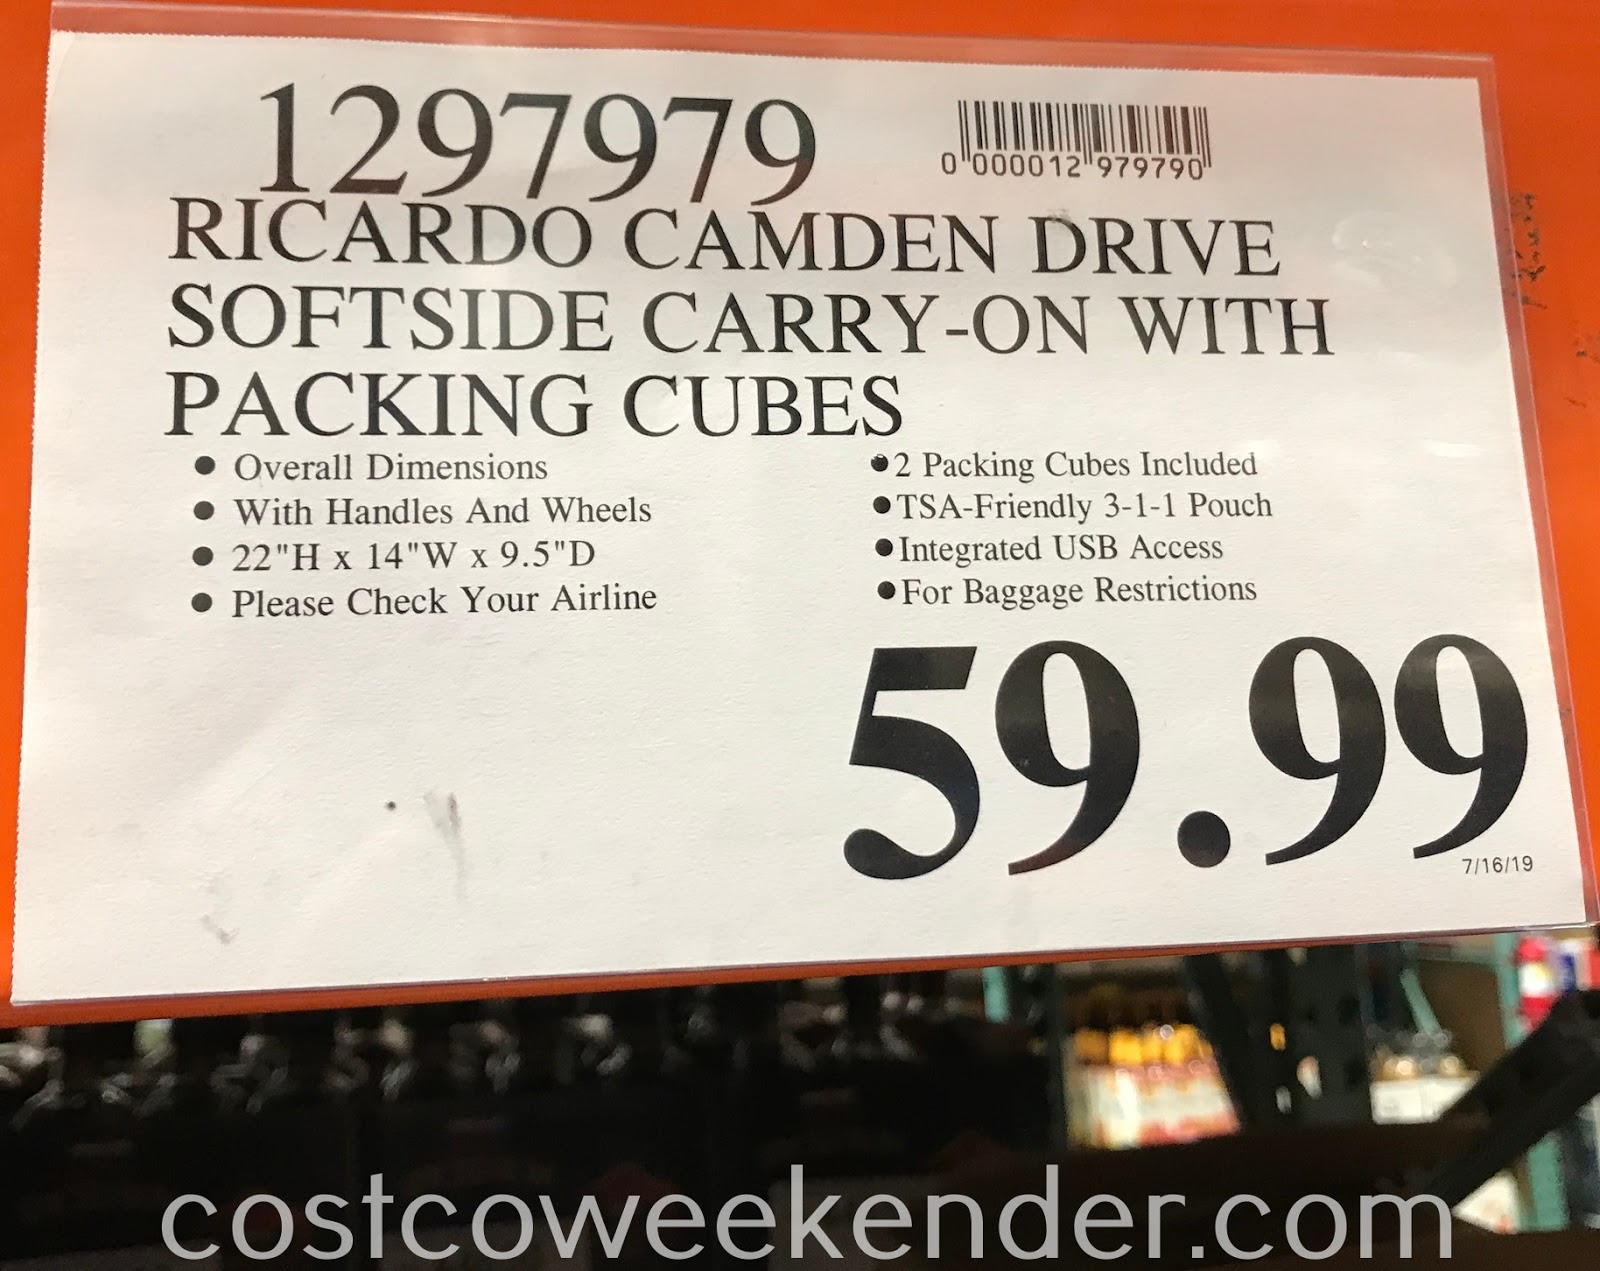 1297979
0 000012 979790
RICARDO CAMDEN DRIVE
SOFTSIDE CARRY-ON WITH
PACKING CUBES
• Overall Dimensions
• With Handles And Wheels
• 22"H x 14"W x 9.5"D
• Please Check Your Airline
• 2 Packing Cubes Included
• TSA-Friendly 3-1-1 Pouch
• Integrated USB Access
• For Baggage Restrictions
59.99
7/16/19
costcoweekender.com